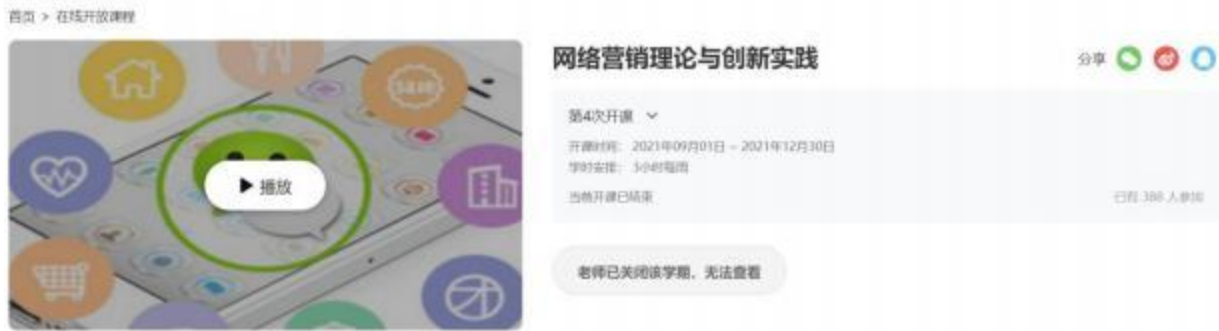 首页 > 在线开放课程
网络营销理论与创新实践
分享
第4次开课
开课时间: 2021年09月01日 ~ 2021年12月30日
学时安排: 3小时每周
当前开课已结束
已有 388 人参加
播放
老师已关闭该学期，无法查看